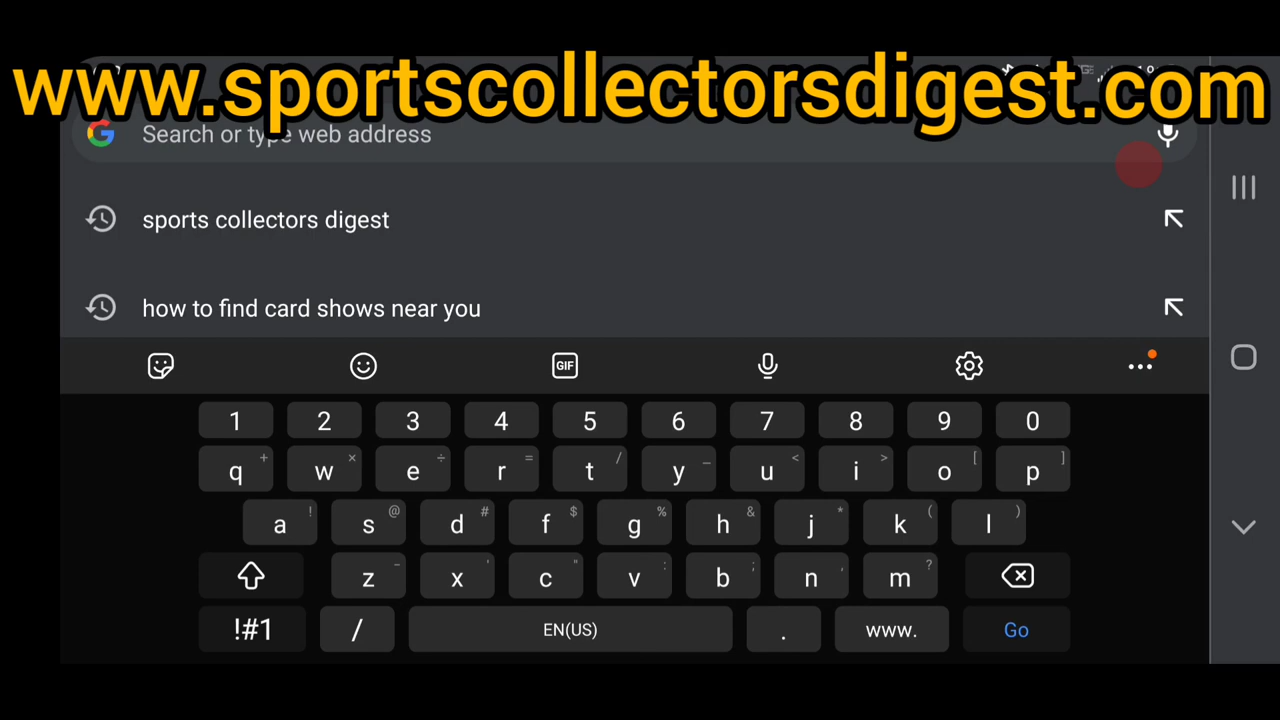 www.sportscollectorsdigest.com
Search or type web address
sports collectors digest
how to find card shows near you
GIF
1 2 3 4 5 6 7 8 9 0
q + w × e ÷ r = t / y _ u < i > o [ p ]
a ! s @ d # f $ g % h & j * k ( l )
z - x ' c " v : b ; n , m ?
!#1 / EN(US) . www. Go